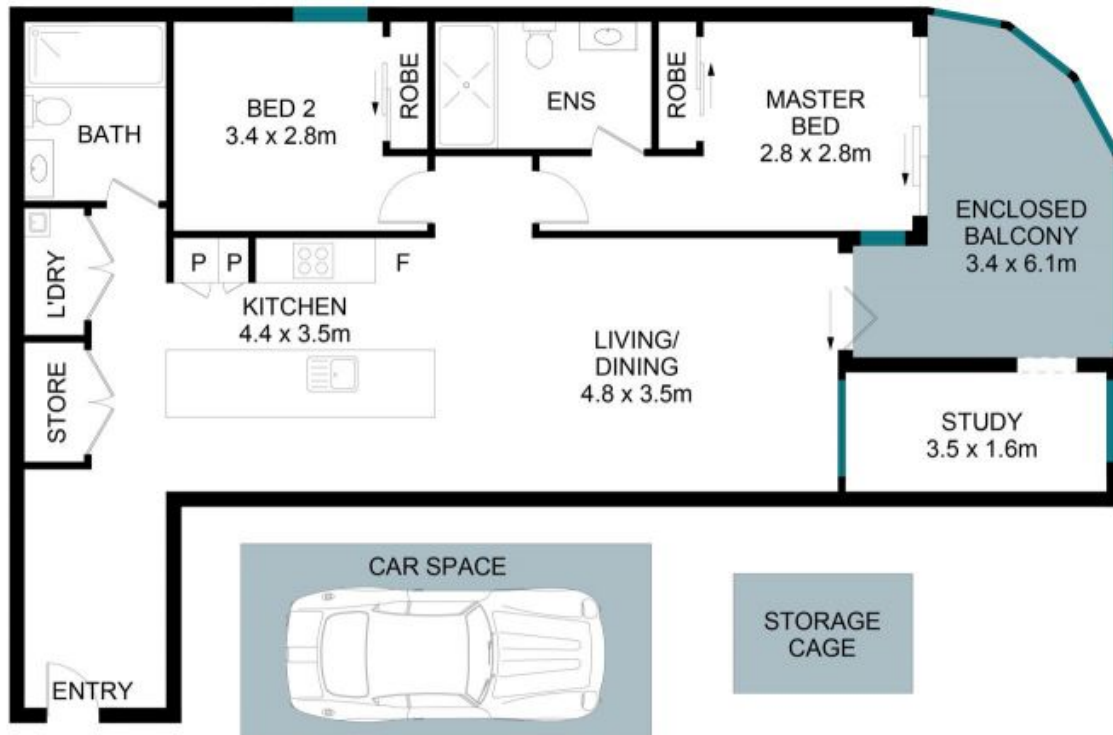 BATH
BED 2
3.4 x 2.8m
ROBE
ENS
ROBE
MASTER
BED
2.8 x 2.8m
ENCLOSED
BALCONY
3.4 x 6.1m
L'DRY
P
P
F
KITCHEN
4.4 x 3.5m
LIVING/
DINING
4.8 x 3.5m
STORE
STUDY
3.5 x 1.6m
ENTRY
CAR SPACE
STORAGE
CAGE